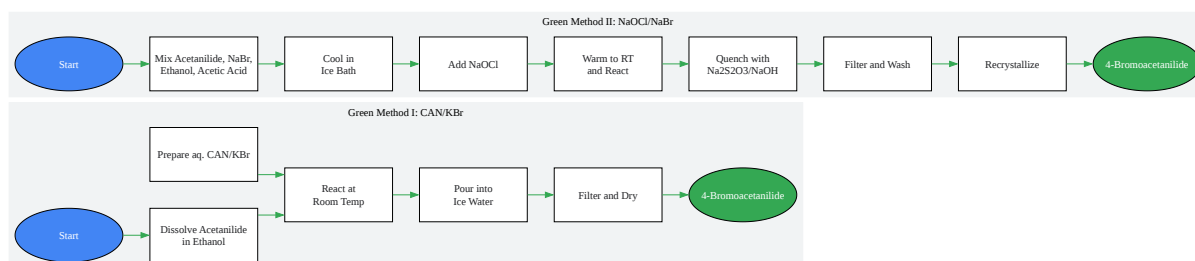 Green Method II: NaOCl/NaBr
Start
Mix Acetanilide, NaBr,
Ethanol, Acetic Acid
Cool in
Ice Bath
Add NaOCl
Warm to RT
and React
Quench with
Na2S2O3/NaOH
Filter and Wash
Recrystallize
4-Bromoacetanilide
Green Method I: CAN/KBr
Prepare aq. CAN/KBr
Start
Dissolve Acetanilide
in Ethanol
React at
Room Temp
Pour into
Ice Water
Filter and Dry
4-Bromoacetanilide